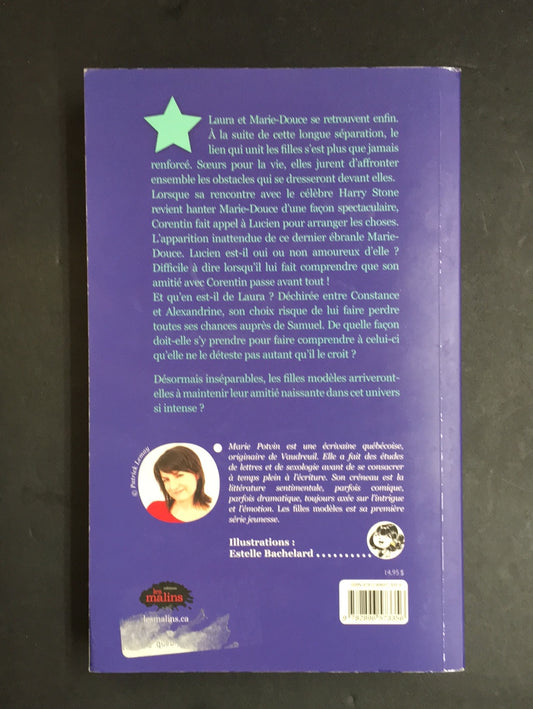 Laura et Marie-Douce se retrouvent enfin.
À la suite de cette longue séparation, le
lien qui unit les filles s'est plus que jamais
renforcé. Sœurs pour la vie, elles jurent d'affronter
ensemble les obstacles qui se dresseront devant elles.
Lorsque sa rencontre avec le célèbre Harry Stone
revient hanter Marie-Douce d'une façon spectaculaire,
Corentin fait appel à Lucien pour arranger les choses.
L'apparition inattendue de ce dernier ébranle Marie-
Douce. Lucien est-il oui ou non amoureux d'elle ?
Difficile à dire lorsqu'il lui fait comprendre que son
amitié avec Corentin passe avant tout !
Et qu'en est-il de Laura ? Déchirée entre Constance
et Alexandrine, son choix risque de lui faire perdre
toutes ses chances auprès de Samuel. De quelle façon
doit-elle s'y prendre pour faire comprendre à celui-ci
qu'elle ne le déteste pas autant qu'il le croit ?
Désormais inséparables, les filles modèles arriveront-
elles à maintenir leur amitié naissante dans cet univers
si intense ?
© Patrick Lemay
Marie Potvin est une écrivaine québécoise,
originaire de Vaudreuil. Elle a fait des études
de lettres et de sexologie avant de se consacrer
à temps plein à l'écriture. Son créneau est la
littérature sentimentale, parfois comique,
parfois dramatique, toujours axée sur l'intrigue
et l'émotion. Les filles modèles est sa première
série jeunesse.
Illustrations :
Estelle Bachelard ..........
14,95 $
éditions
les
malins
lesmalins.ca